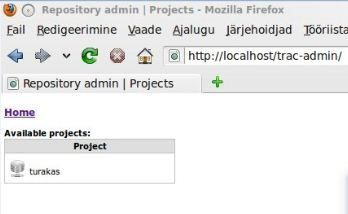 Repository admin | Projects - Mozilla Firefox
Fail Redigeerimine Vaade Ajalugu Järjehoidjad Tööriista
http://localhost/trac-admin/
Repository admin | Projects
Home
Available projects:
Project
turakas